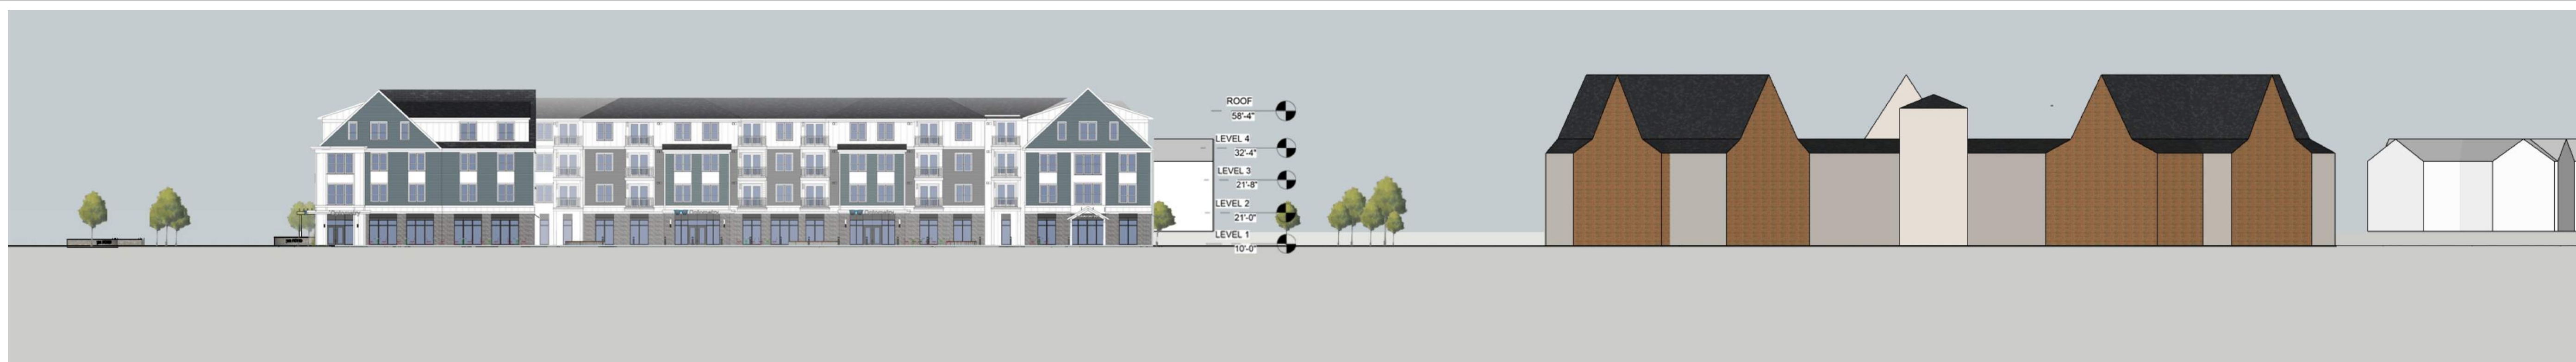 ROOF
58'-4"
LEVEL 4
32'-4"
LEVEL 3
21'-8"
LEVEL 2
21'-0"
LEVEL 1
10'-0"